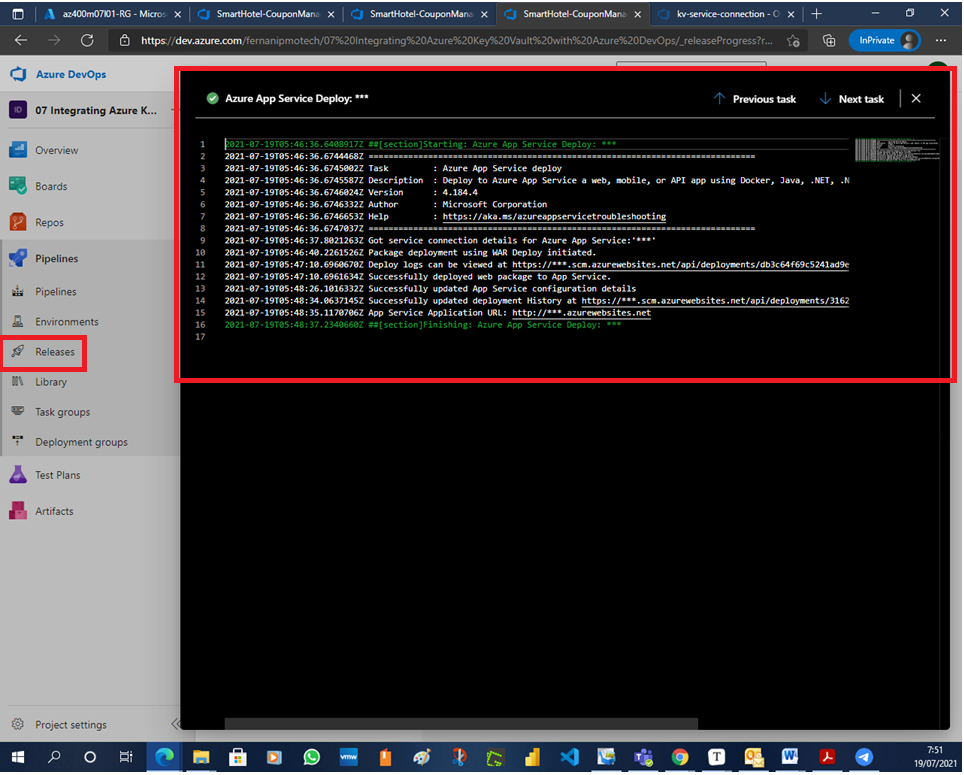 az400m07l01-RG - Micros
SmartHotel-CouponMana
SmartHotel-CouponMana
SmartHotel-CouponMana
kv-service-connection - O
https://dev.azure.com/fernanipmotech/07%20Integrating%20Azure%20Key%20Vault%20with%20Azure%20DevOps/_releaseProgress?r...
InPrivate
Azure DevOps
ID
07 Integrating Azure K...
Overview
Boards
Repos
Pipelines
Pipelines
Environments
Releases
Library
Task groups
Deployment groups
Test Plans
Artifacts
Project settings
Azure App Service Deploy: ***
Previous task
Next task
1 2021-07-19T05:46:36.6408917Z ##[section]Starting: Azure App Service Deploy: ***
2 2021-07-19T05:46:36.6744468Z ==============================================================================
3 2021-07-19T05:46:36.6745002Z Task : Azure App Service deploy
4 2021-07-19T05:46:36.6745587Z Description : Deploy to Azure App Service a web, mobile, or API app using Docker, Java, .NET, .N
5 2021-07-19T05:46:36.6746024Z Version : 4.184.4
6 2021-07-19T05:46:36.6746332Z Author : Microsoft Corporation
7 2021-07-19T05:46:36.6746653Z Help : https://aka.ms/azureappservicetroubleshooting
8 2021-07-19T05:46:36.6747037Z ==============================================================================
9 2021-07-19T05:46:37.8021263Z Got service connection details for Azure App Service:'***'
10 2021-07-19T05:46:40.2261526Z Package deployment using WAR Deploy initiated.
11 2021-07-19T05:47:10.6960670Z Deploy logs can be viewed at https://***.scm.azurewebsites.net/api/deployments/db3c64f69c5241ad9e
12 2021-07-19T05:47:10.6961634Z Successfully deployed web package to App Service.
13 2021-07-19T05:48:26.1016332Z Successfully updated App Service configuration details
14 2021-07-19T05:48:34.0637145Z Successfully updated deployment History at https://***.scm.azurewebsites.net/api/deployments/3162
15 2021-07-19T05:48:35.1170706Z App Service Application URL: http://***.azurewebsites.net
16 2021-07-19T05:48:37.2340660Z ##[section]Finishing: Azure App Service Deploy: ***
17
vmw
T
7:51
19/07/2021